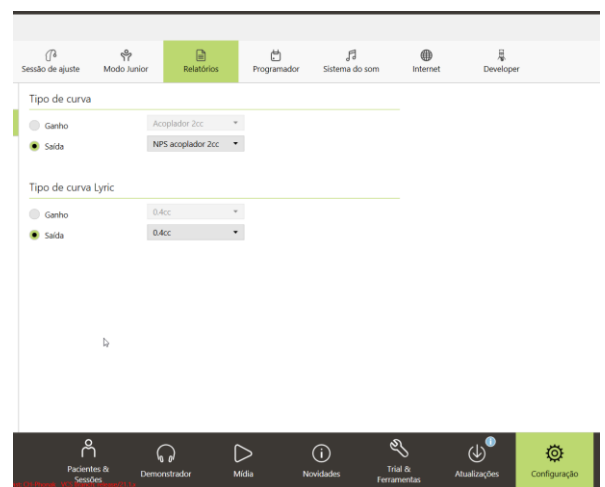 Sessão de ajuste
Modo Junior
Relatórios
Programador
Sistema do som
Internet
Developer
Tipo de curva
Ganho
Acoplador 2cc
Saída
NPS acoplador 2cc
Tipo de curva Lyric
Ganho
0.4cc
Saída
0.4cc
Pacientes &
Sessões
Demonstrador
Mídia
Novidades
Trial &
Ferramentas
Atualizações
Configuração